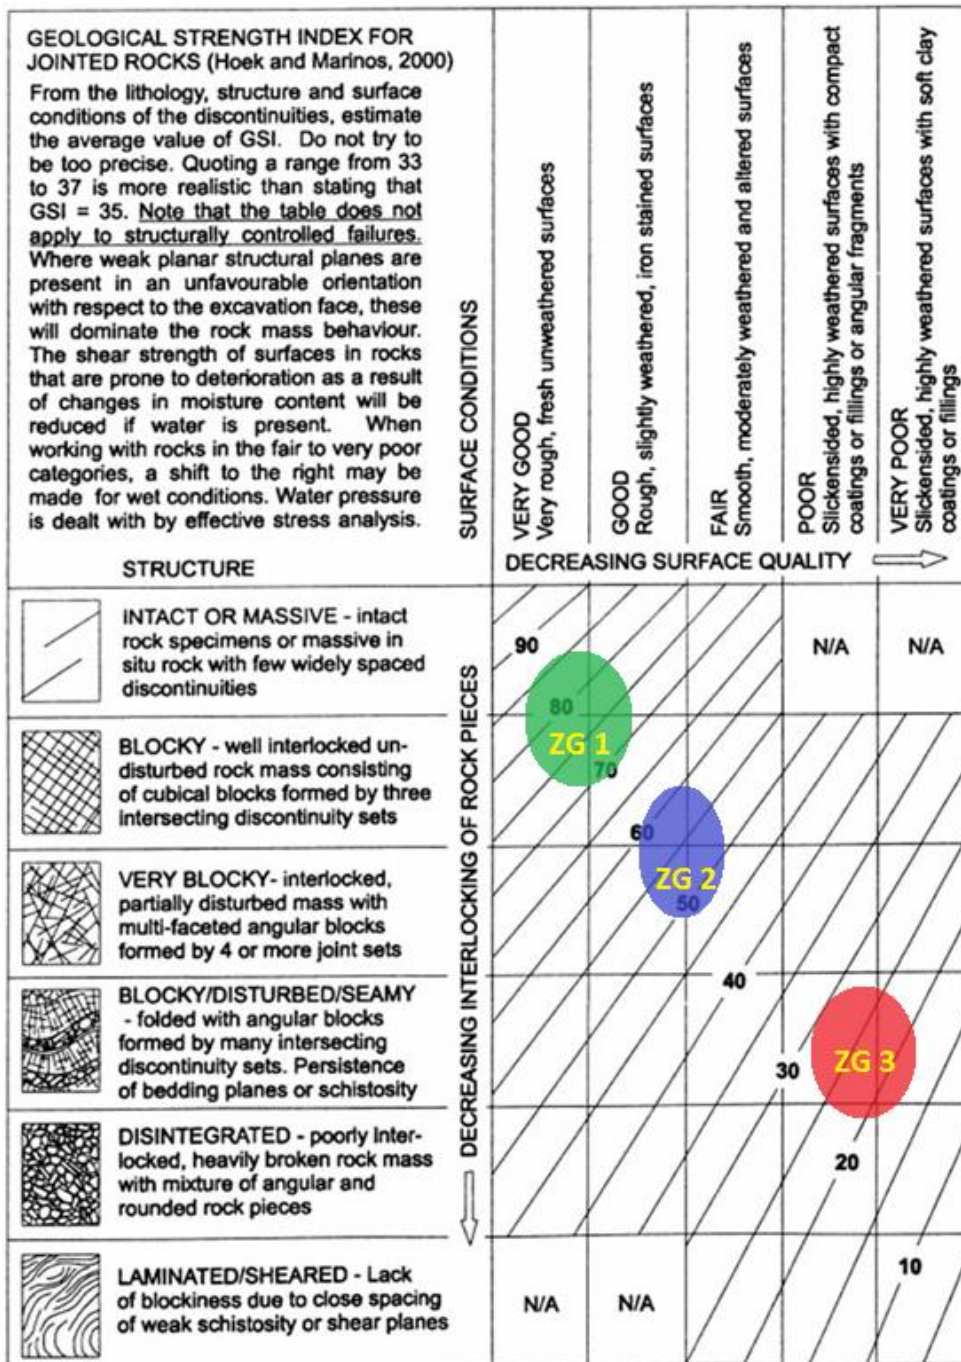 GEOLOGICAL STRENGTH INDEX FOR
JOINTED ROCKS (Hoek and Marinos, 2000)
From the lithology, structure and surface
conditions of the discontinuities, estimate
the average value of GSI. Do not try to
be too precise. Quoting a range from 33
to 37 is more realistic than stating that
GSI = 35. Note that the table does not
apply to structurally controlled failures.
Where weak planar structural planes are
present in an unfavourable orientation
with respect to the excavation face, these
will dominate the rock mass behaviour.
The shear strength of surfaces in rocks
that are prone to deterioration as a result
of changes in moisture content will be
reduced if water is present. When
working with rocks in the fair to very poor
categories, a shift to the right may be
made for wet conditions. Water pressure
is dealt with by effective stress analysis.
SURFACE CONDITIONS
VERY GOOD
Very rough, fresh unweathered surfaces
GOOD
Rough, slightly weathered, iron stained surfaces
FAIR
Smooth, moderately weathered and altered surfaces
POOR
Slickensided, highly weathered surfaces with compact
coatings or fillings or angular fragments
VERY POOR
Slickensided, highly weathered surfaces with soft clay
coatings or fillings
STRUCTURE
DECREASING SURFACE QUALITY
DECREASING INTERLOCKING OF ROCK PIECES
INTACT OR MASSIVE - intact
rock specimens or massive in
situ rock with few widely spaced
discontinuities
90
N/A
N/A
80
BLOCKY - well interlocked un-
disturbed rock mass consisting
of cubical blocks formed by three
intersecting discontinuity sets
ZG 1
70
60
VERY BLOCKY- interlocked,
partially disturbed mass with
multi-faceted angular blocks
formed by 4 or more joint sets
ZG 2
50
BLOCKY/DISTURBED/SEAMY
- folded with angular blocks
formed by many intersecting
discontinuity sets. Persistence
of bedding planes or schistosity
40
ZG 3
30
DISINTEGRATED - poorly inter-
locked, heavily broken rock mass
with mixture of angular and
rounded rock pieces
20
LAMINATED/SHEARED - Lack
of blockiness due to close spacing
of weak schistosity or shear planes
N/A
N/A
10